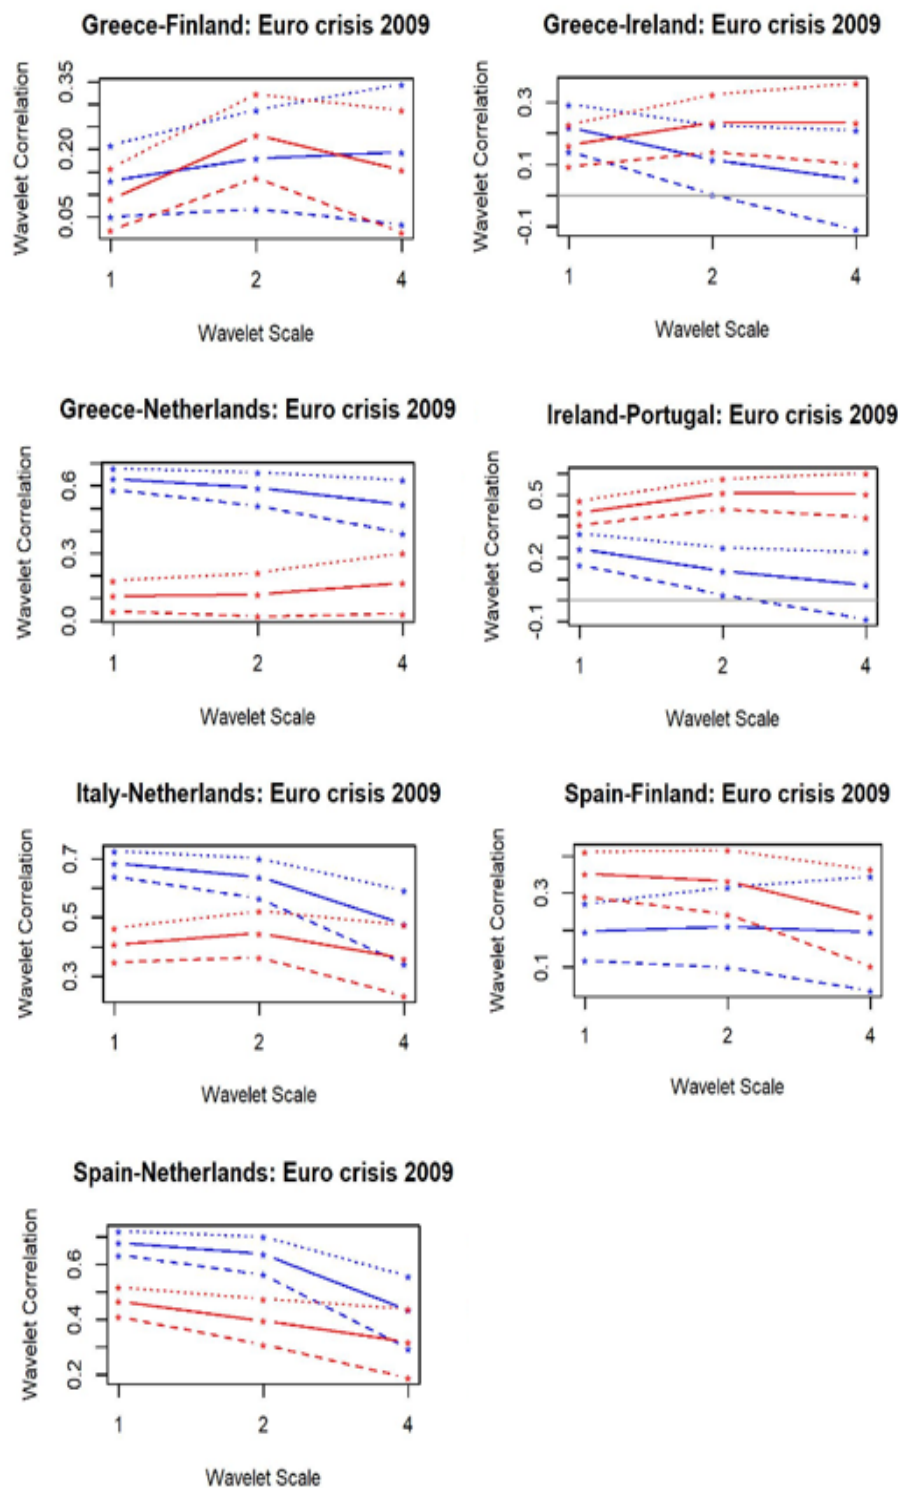 Greece-Finland: Euro crisis 2009
Wavelet Correlation
0.35
0.20
0.05
1 2 4
Wavelet Scale
Greece-Ireland: Euro crisis 2009
Wavelet Correlation
0.3
0.1
-0.1
1 2 4
Wavelet Scale
Greece-Netherlands: Euro crisis 2009
Wavelet Correlation
0.6
0.3
0.0
1 2 4
Wavelet Scale
Ireland-Portugal: Euro crisis 2009
Wavelet Correlation
0.5
0.2
-0.1
1 2 4
Wavelet Scale
Italy-Netherlands: Euro crisis 2009
Wavelet Correlation
0.7
0.5
0.3
1 2 4
Wavelet Scale
Spain-Finland: Euro crisis 2009
Wavelet Correlation
0.3
0.1
1 2 4
Wavelet Scale
Spain-Netherlands: Euro crisis 2009
Wavelet Correlation
0.6
0.4
0.2
1 2 4
Wavelet Scale